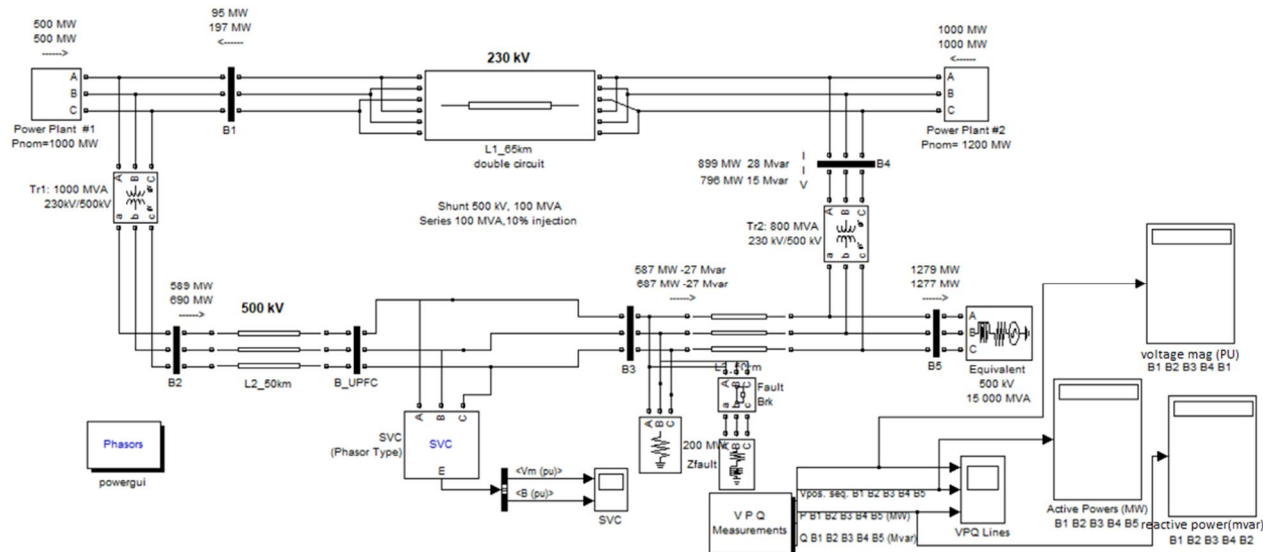 500 MW
500 MW
------>
95 MW
197 MW
<------
230 kV
1000 MW
1000 MW
<------
A
B
C
Power Plant #1
Pnom=1000 MW
B1
L1_65km
double circuit
A
B
C
Power Plant #2
Pnom= 1200 MW
899 MW 28 Mvar
796 MW 15 Mvar
I
I
V
B4
Tr1: 1000 MVA
230kV/500kV
A B C
a b c
Shunt 500 kV, 100 MVA
Series 100 MVA,10% injection
Tr2: 800 MVA
230 kV/500 kV
A B C
a b c
589 MW
690 MW
------>
500 kV
587 MW -27 Mvar
687 MW -27 Mvar
------>
1279 MW
1277 MW
------>
B2
L2_50km
B_UPFC
B3
B5
A
B
C
Equivalent
500 kV
15 000 MVA
voltage mag (PU)
B1 B2 B3 B4 B1
Fault
Brk
A B C
a b c
A B C
SVC
(Phasor Type)
SVC
m
A B C
200 MW
Zfault
A B C
Phasors
powergui
<Vm (pu)>
<B (pu)>
SVC
V P Q
Measurements
Vpos. seq. B1 B2 B3 B4 B5
P B1 B2 B3 B4 B5 (MW)
Q B1 B2 B3 B4 B5 (Mvar)
VPQ Lines
Active Powers (MW)
B1 B2 B3 B4 B5
reactive power(mvar)
B1 B2 B3 B4 B2